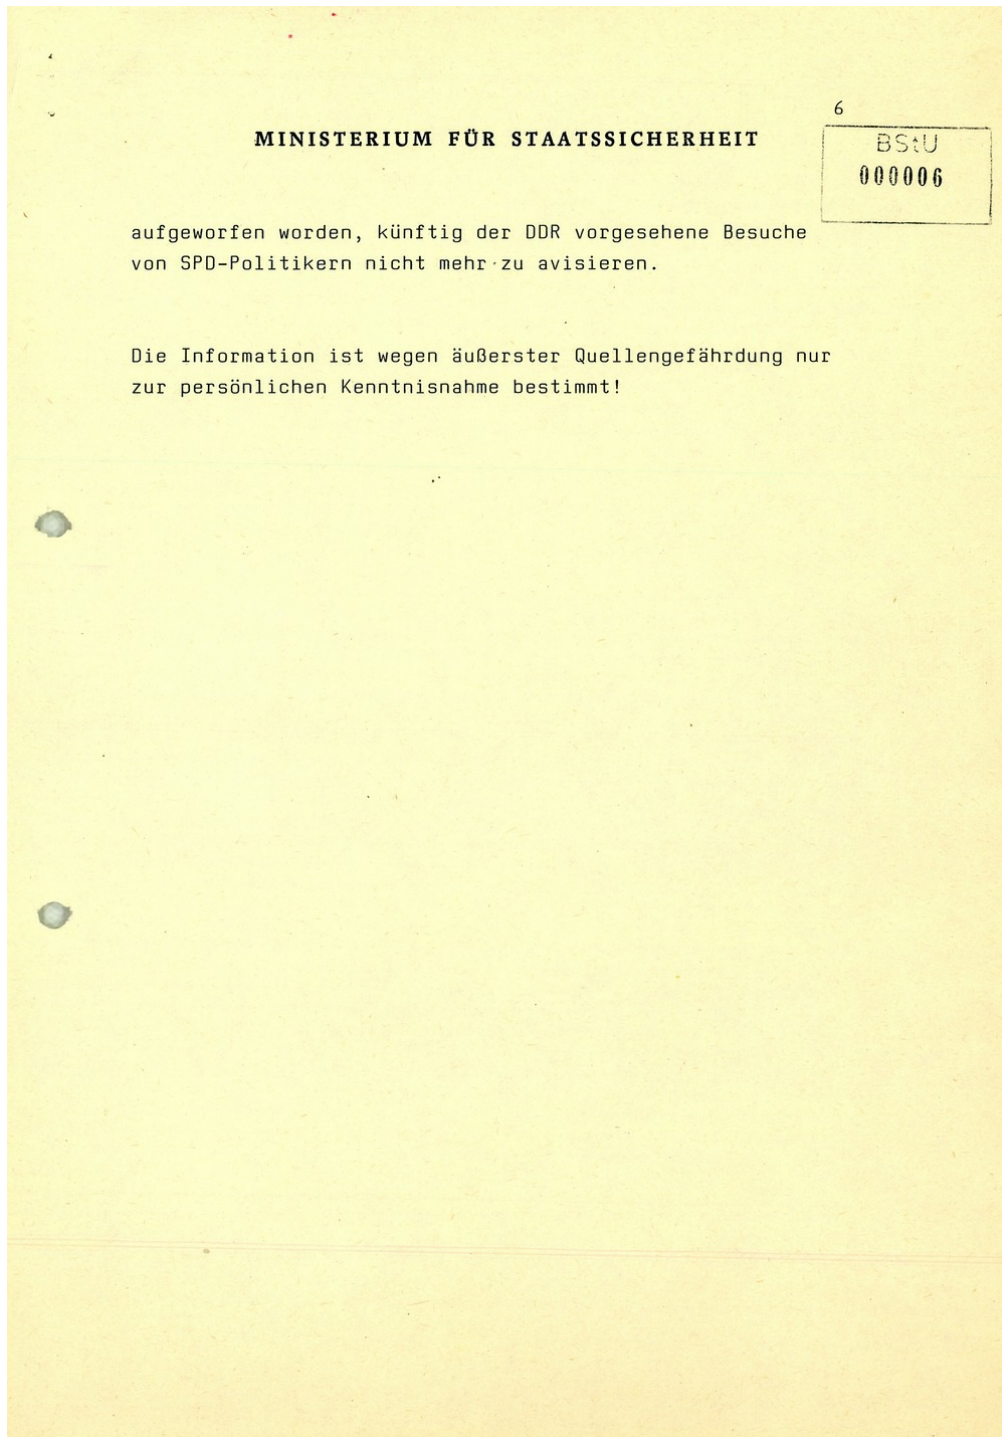 6
MINISTERIUM FÜR STAATSSICHERHEIT
BStU
000006
aufgeworfen worden, künftig der DDR vorgesehene Besuche
von SPD-Politikern nicht mehr zu avisieren.
Die Information ist wegen äußerster Quellengefährdung nur
zur persönlichen Kenntnisnahme bestimmt!